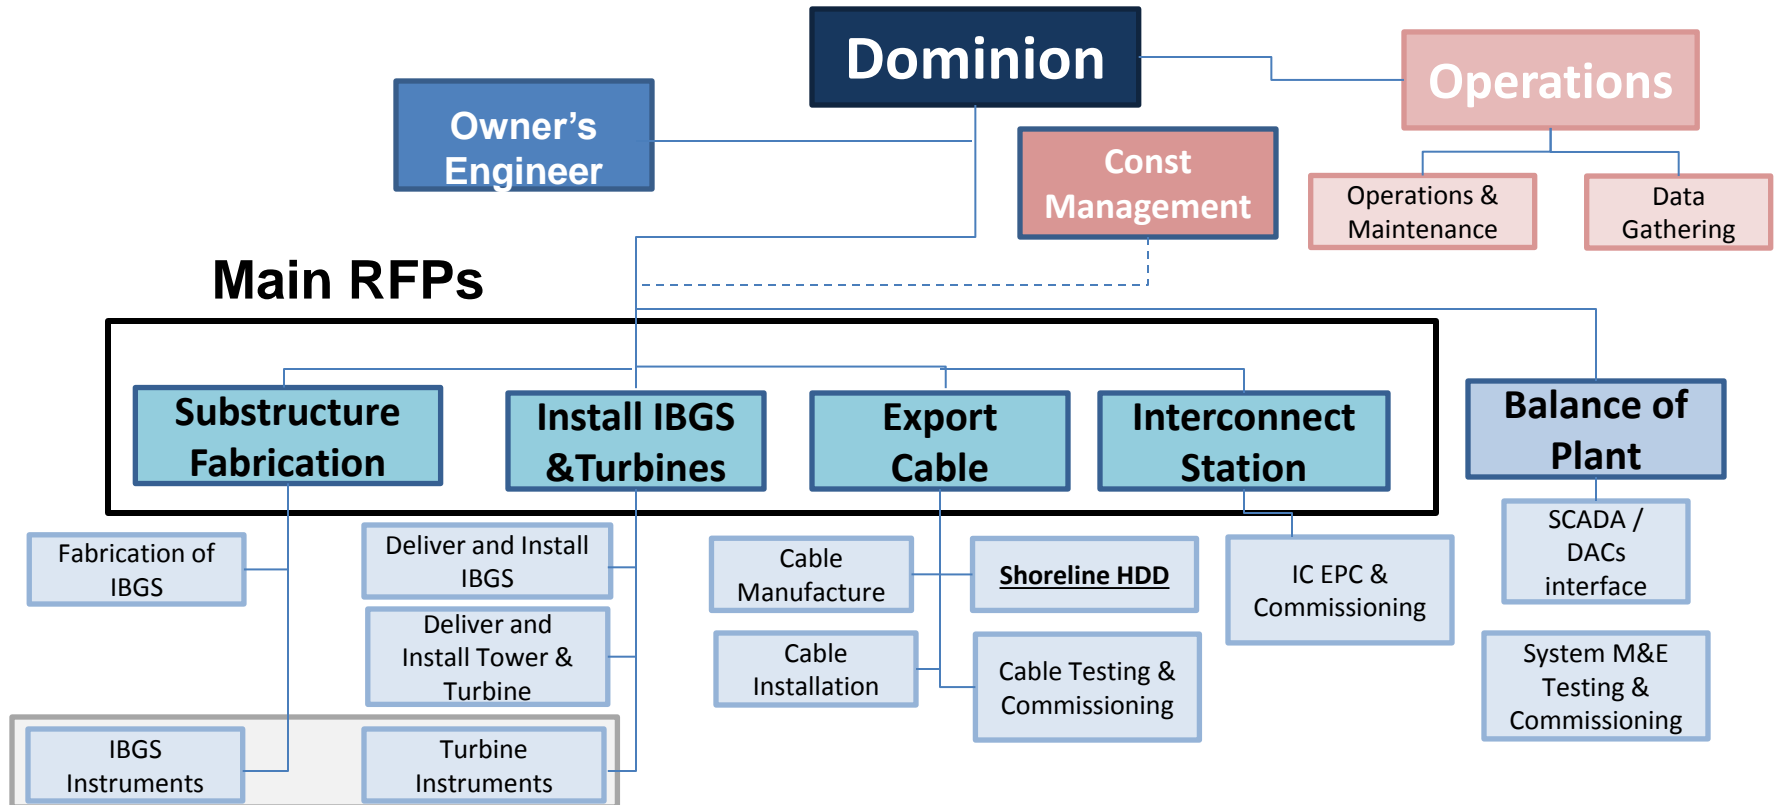 Dominion
Operations
Owner’s
Engineer
Const
Management
Operations &
Maintenance
Data
Gathering
Main RFPs
Substructure
Fabrication
Install IBGS
&Turbines
Export
Cable
Interconnect
Station
Balance of
Plant
Fabrication of
IBGS
Deliver and Install
IBGS
Cable
Manufacture
Shoreline HDD
IC EPC &
Commissioning
SCADA /
DACs
interface
Deliver and
Install Tower &
Turbine
Cable
Installation
Cable Testing &
Commissioning
System M&E
Testing &
Commissioning
IBGS
Instruments
Turbine
Instruments